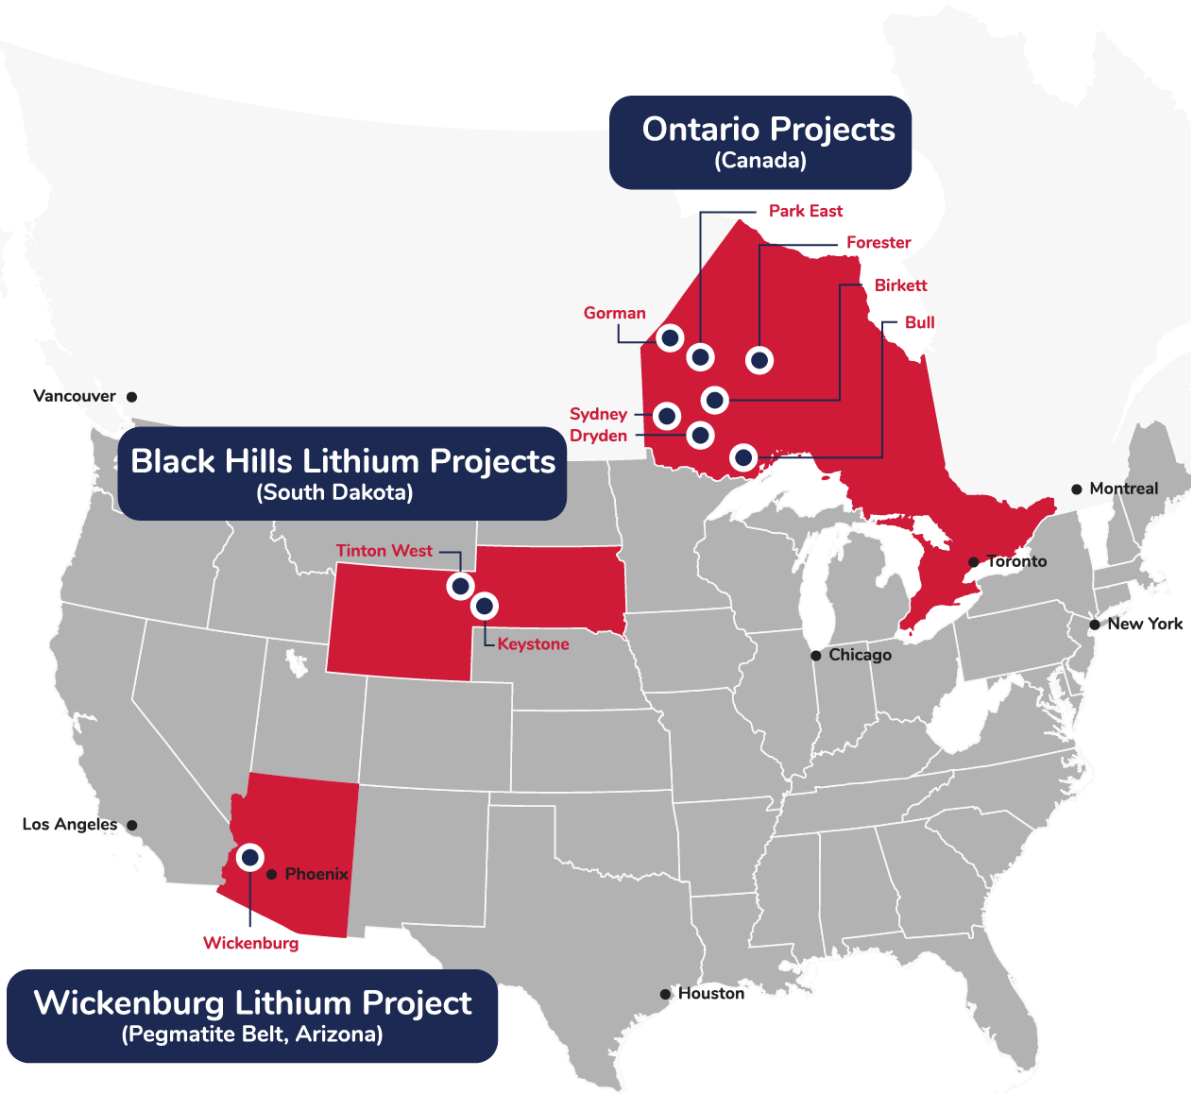 Ontario Projects
(Canada)
Park East
Forester
Birkett
Gorman
Bull
Vancouver
Sydney
Dryden
Black Hills Lithium Projects
(South Dakota)
Montreal
Tinton West
Toronto
New York
Keystone
Chicago
Los Angeles
Phoenix
Wickenburg
Houston
Wickenburg Lithium Project
(Pegmatite Belt, Arizona)